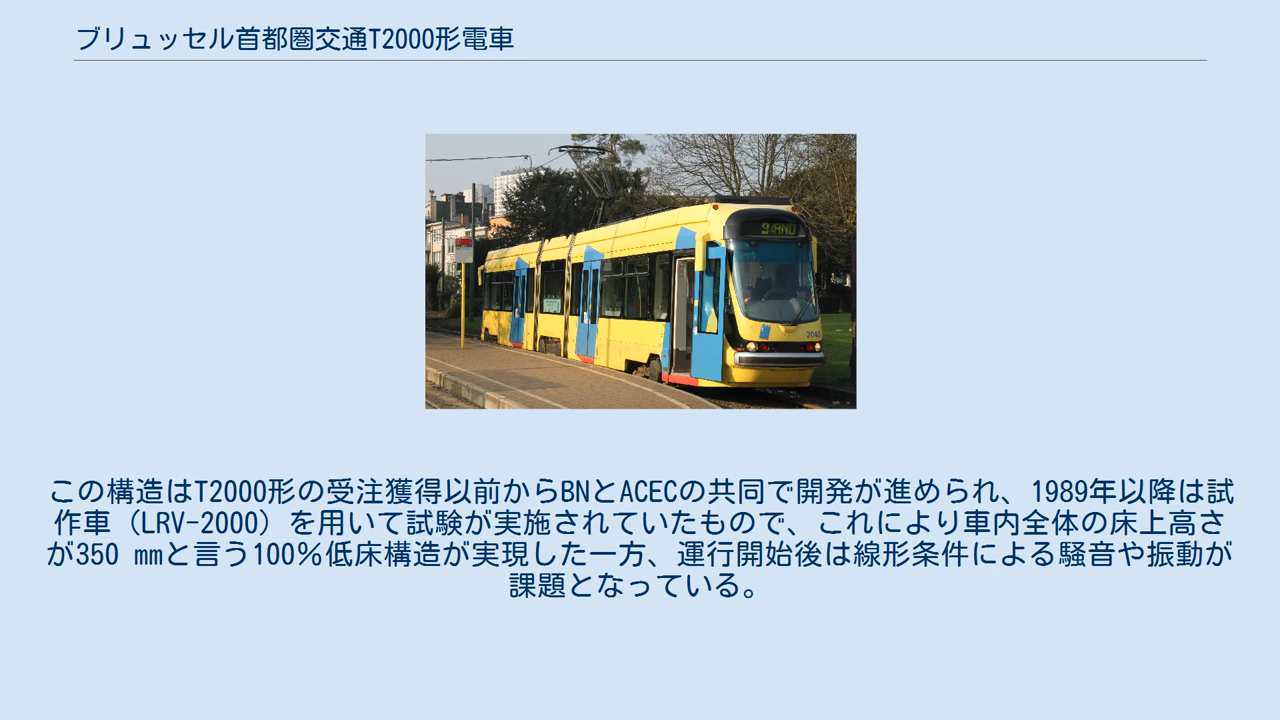 ブリュッセル首都圏交通T2000形電車
この構造はT2000形の受注獲得以前からBNとACECの共同で開発が進められ、1989年以降は試
作車（LRV-2000）を用いて試験が実施されていたもので、これにより車内全体の床上高さ
が350 mmと言う100％低床構造が実現した一方、運行開始後は線形条件による騒音や振動が
課題となっている。